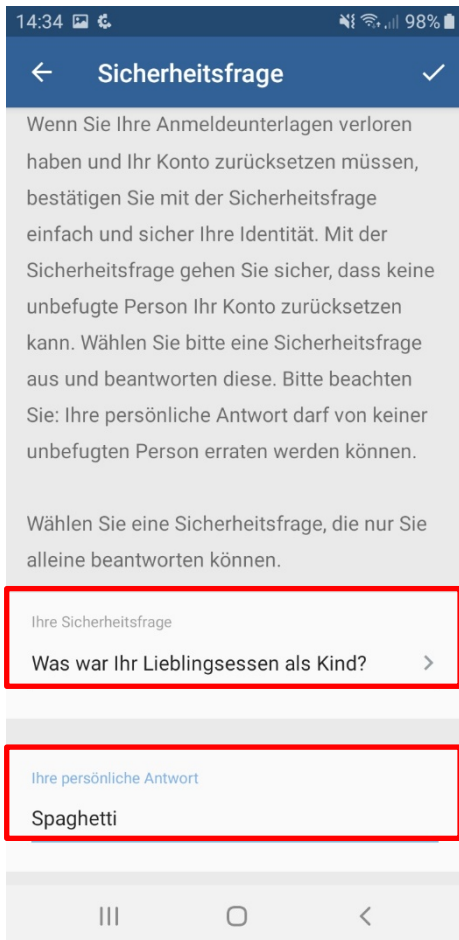 14:34 98%
Sicherheitsfrage
Wenn Sie Ihre Anmeldeunterlagen verloren
haben und Ihr Konto zurücksetzen müssen,
bestätigen Sie mit der Sicherheitsfrage
einfach und sicher Ihre Identität. Mit der
Sicherheitsfrage gehen Sie sicher, dass keine
unbefugte Person Ihr Konto zurücksetzen
kann. Wählen Sie bitte eine Sicherheitsfrage
aus und beantworten diese. Bitte beachten
Sie: Ihre persönliche Antwort darf von keiner
unbefugten Person erraten werden können.
Wählen Sie eine Sicherheitsfrage, die nur Sie
alleine beantworten können.
Ihre Sicherheitsfrage
Was war Ihr Lieblingsessen als Kind?
Ihre persönliche Antwort
Spaghetti